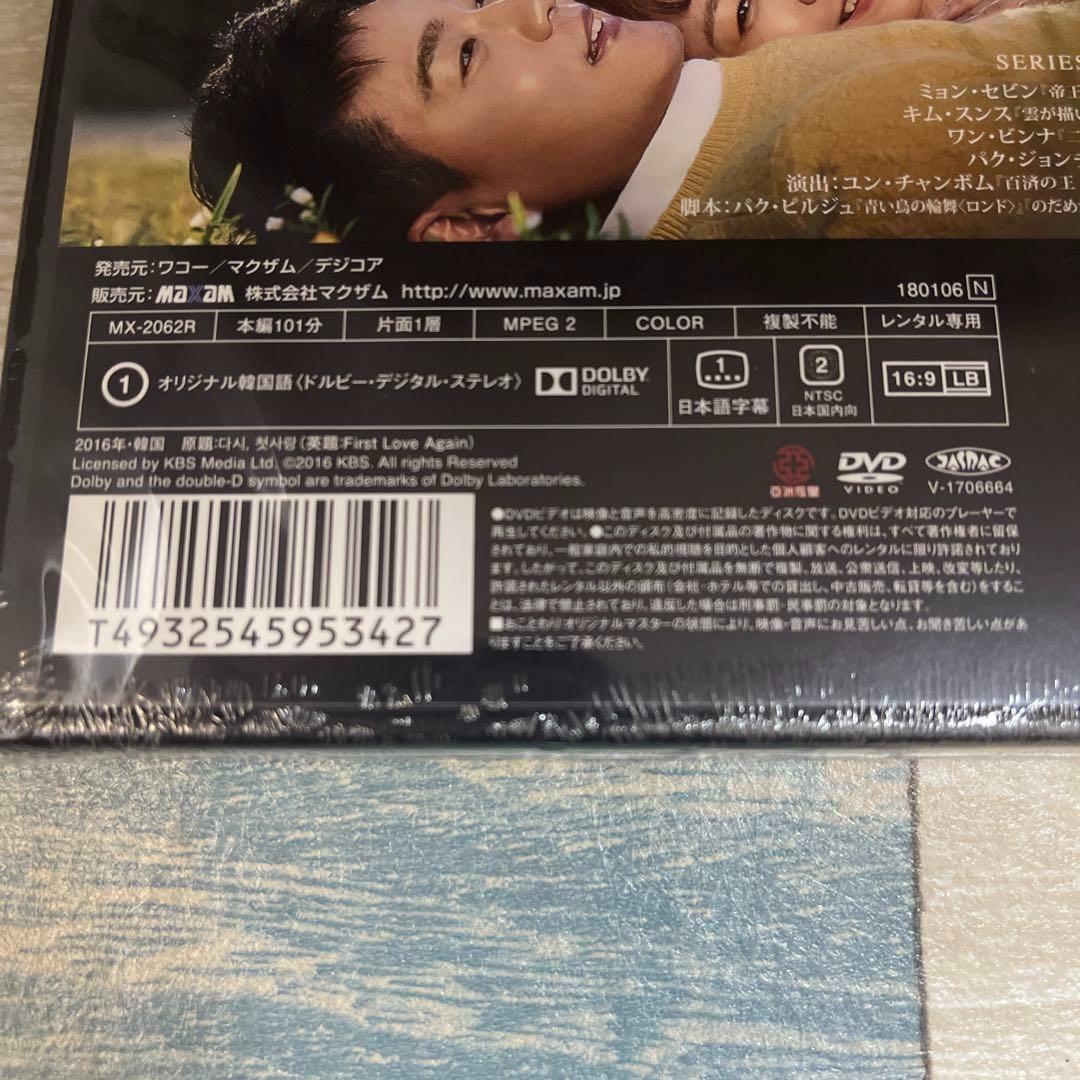 SERIES
ミョン・セビン『帝王
キム・スンス『雲が描い
ワン・ビンナ『二
パク・ジョンチ
演出:ユン・チャンボム『百済の王
脚本:パク・ピルジュ『青い鳥の輪舞〈ロンド〉』『のだめ
発売元:ワコー/マクザム/デジコア
販売元:MAXAM 株式会社マクザム http://www.maxam.jp
180106 N
MX-2062R 本編101分 片面1層 MPEG 2 COLOR 複製不能 レンタル専用
1 オリジナル韓国語〈ドルビー・デジタル・ステレオ〉 DOLBY DIGITAL
1 日本語字幕
2 NTSC 日本国内向
16:9 LB
2016年・韓国 原題:다시, 첫사랑(英題:First Love Again)
Licensed by KBS Media Ltd. ©2016 KBS. All rights Reserved
Dolby and the double-D symbol are trademarks of Dolby Laboratories.
DVD VIDEO
JASRAC
V-1706664
T4932545953427
●DVDビデオは映像と音声を高密度に記録したディスクです。DVDビデオ対応のプレーヤーで
再生してください。●このディスク及び付属品の著作物に関する権利は、すべて著作権者に留保
されており、一般家庭内での私的視聴を目的とした個人顧客へのレンタルに限り許諾されており
ます。したがって、このディスク及び付属品を無断で複製、放送、公衆送信、上映、改変等したり、
許諾されたレンタル以外の頒布(会社・ホテル等での貸出し、中古販売、転貸等を含む)をするこ
とは、法律で禁止されており、違反した場合は刑事罰・民事罰の対象となります。
■おことわり/オリジナルマスターの状態により、映像・音声にお見苦しい点、お聞き苦しい点があり
ますことをご了承ください。